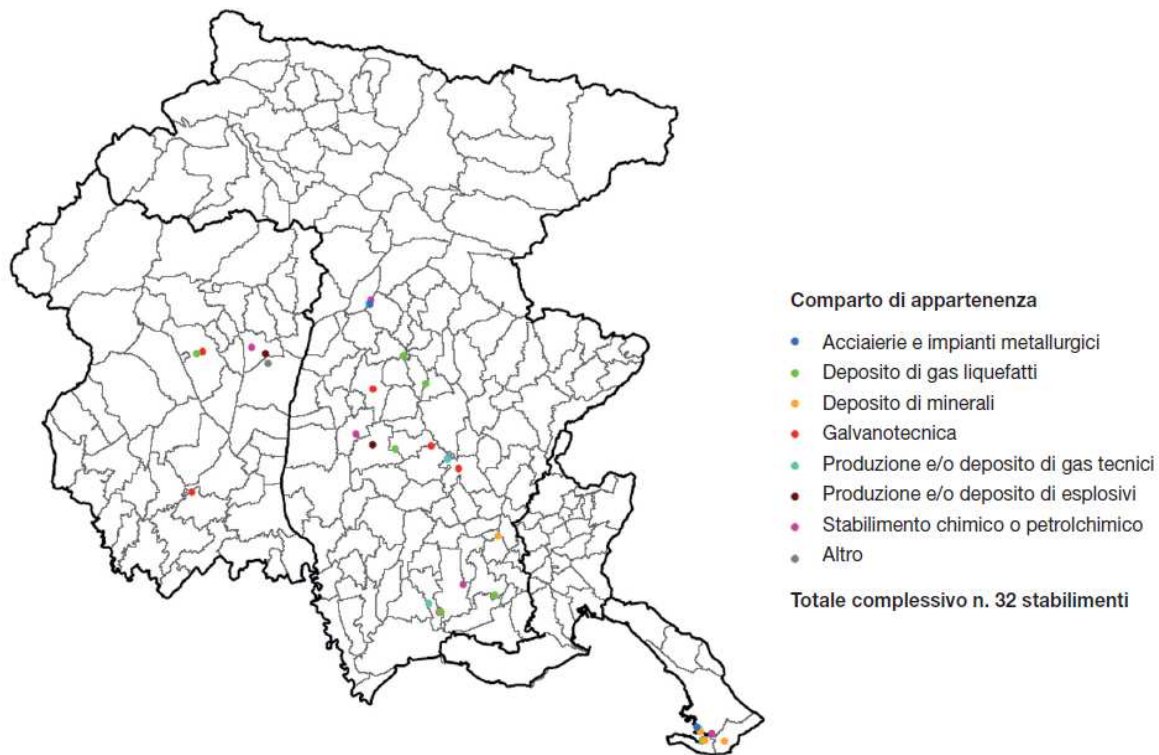 Comparto di appartenenza
Acciaierie e impianti metallurgici
Deposito di gas liquefatti
Deposito di minerali
Galvanotecnica
Produzione e/o deposito di gas tecnici
Produzione e/o deposito di esplosivi
Stabilimento chimico o petrolchimico
Altro
Totale complessivo n. 32 stabilimenti